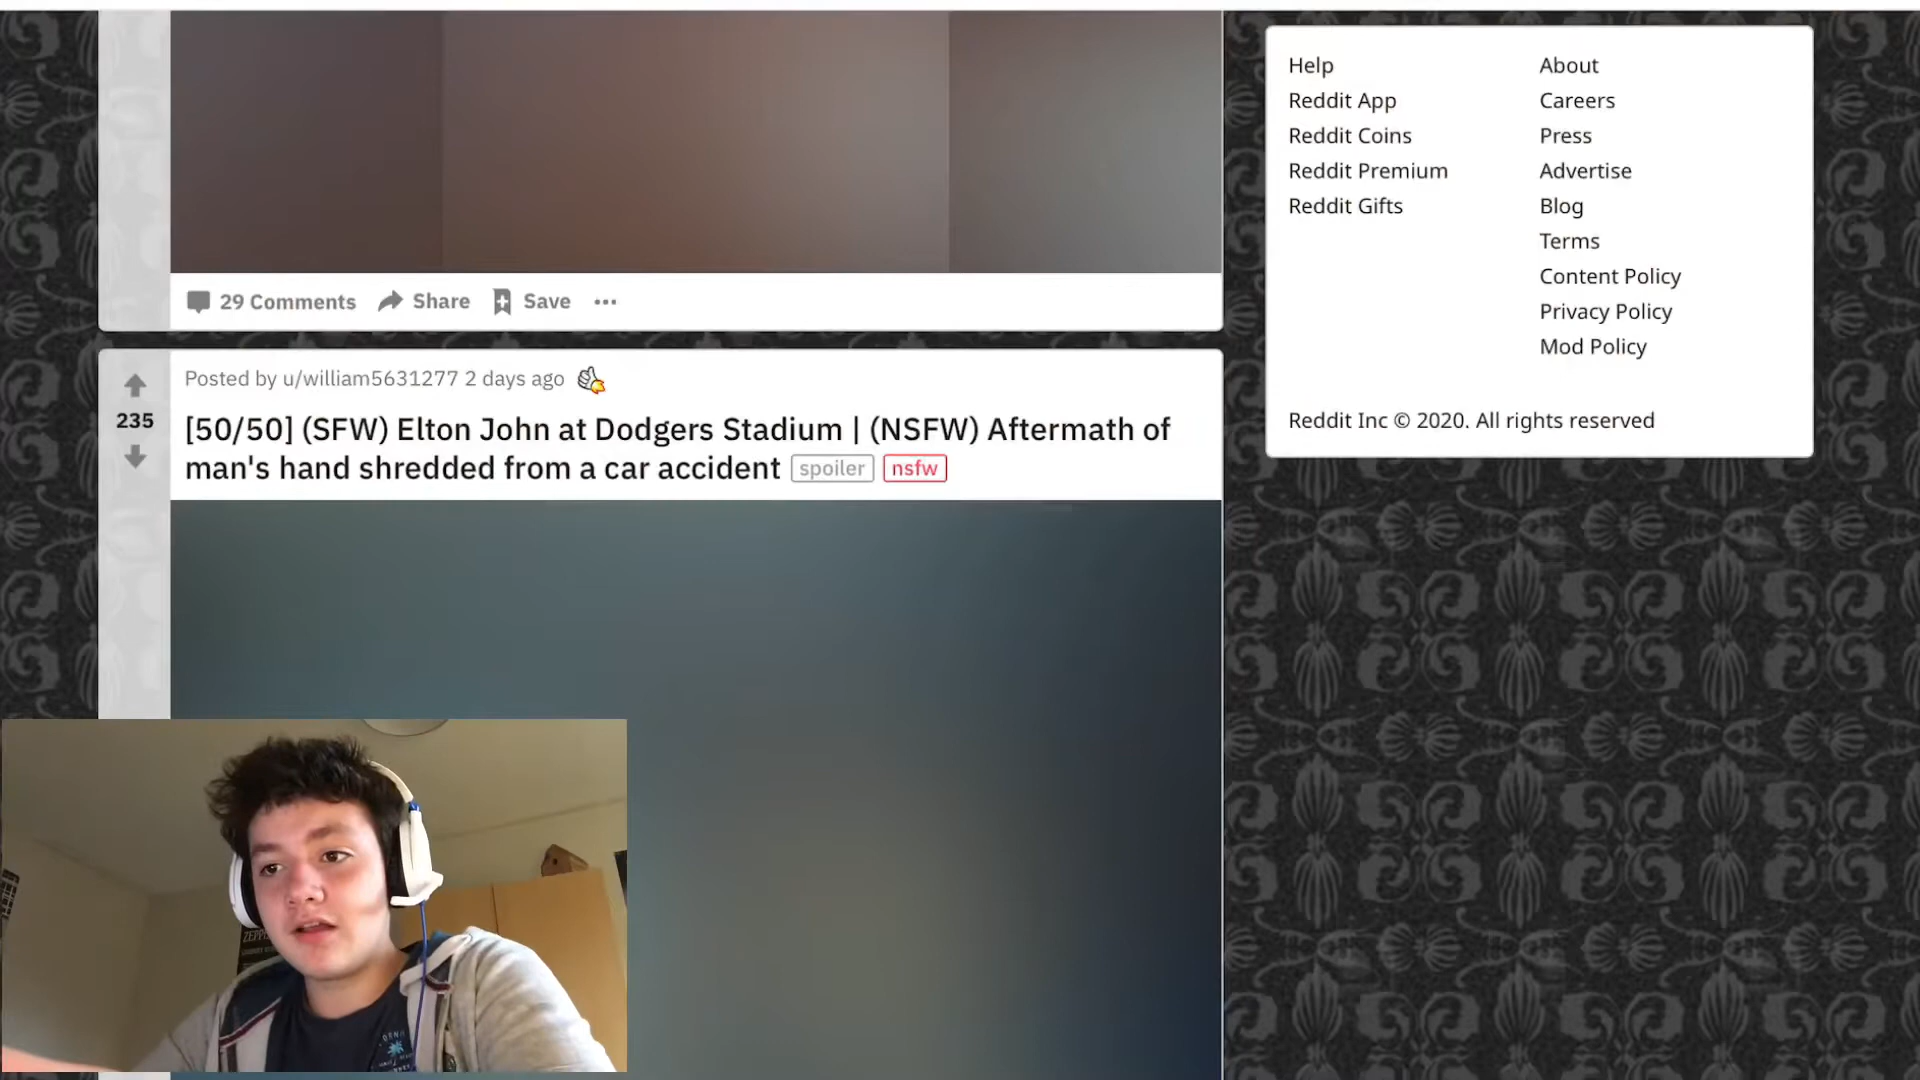 Help
Reddit App
Reddit Coins
Reddit Premium
Reddit Gifts
About
Careers
Press
Advertise
Blog
Terms
Content Policy
Privacy Policy
Mod Policy
Reddit Inc © 2020. All rights reserved
29 Comments Share Save
Posted by u/william5631277 2 days ago
235
[50/50] (SFW) Elton John at Dodgers Stadium | (NSFW) Aftermath of
man's hand shredded from a car accident spoiler nsfw